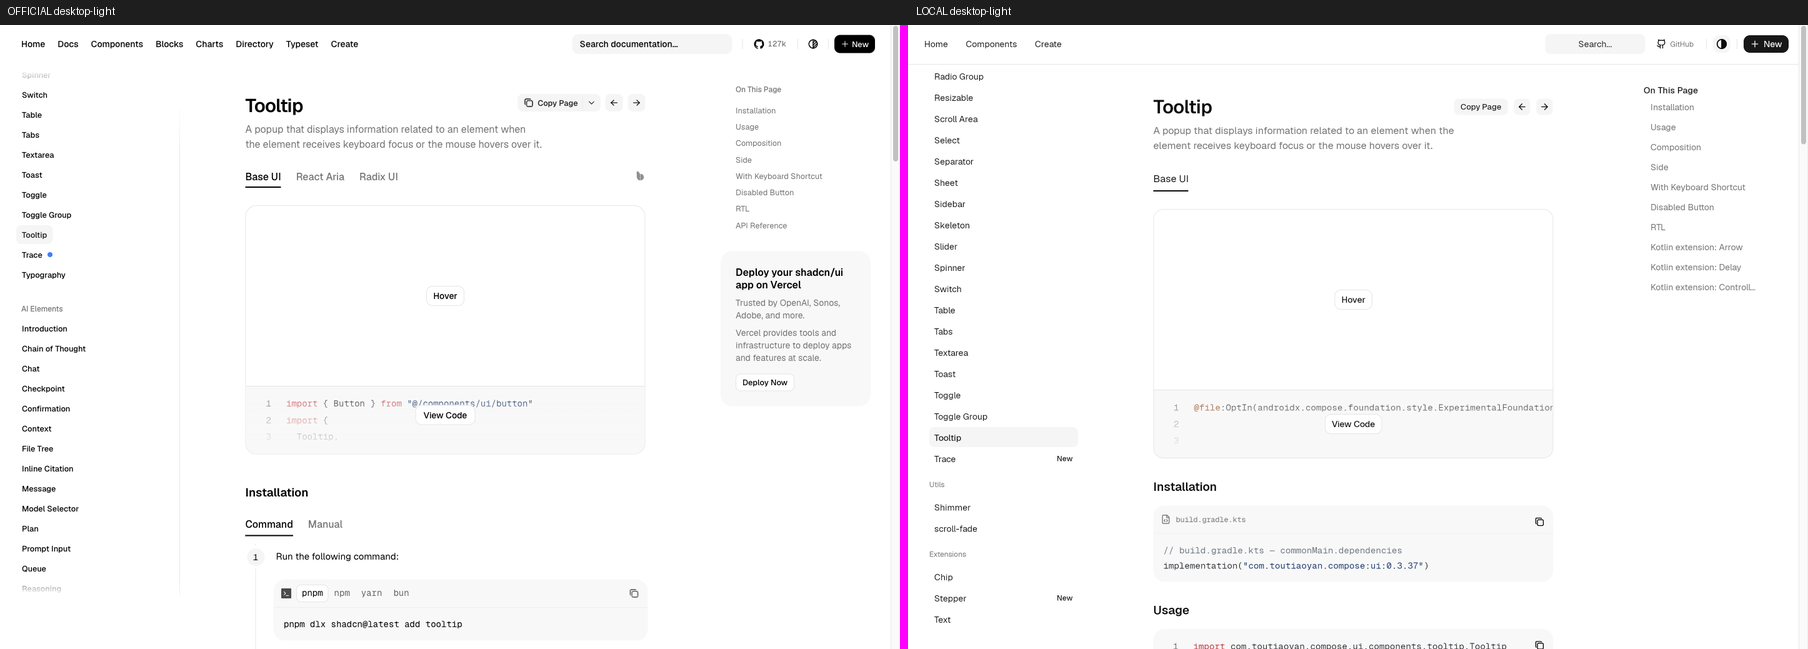 OFFICIAL desktop-light
Home Docs Components Blocks Charts Directory Typeset Create
Search documentation...
127k
+ New
Spinner
Switch
Table
Tabs
Textarea
Toast
Toggle
Toggle Group
Tooltip
Trace
Typography
AI Elements
Introduction
Chain of Thought
Chat
Checkpoint
Confirmation
Context
File Tree
Inline Citation
Message
Model Selector
Plan
Prompt Input
Queue
Reasoning
Tooltip
Copy Page
A popup that displays information related to an element when
the element receives keyboard focus or the mouse hovers over it.
Base UI React Aria Radix UI
Hover
1 import { Button } from "@/components/ui/button"
2 import {
3 Tooltip,
View Code
Installation
Command Manual
1 Run the following command:
pnpm npm yarn bun
pnpm dlx shadcn@latest add tooltip
On This Page
Installation
Usage
Composition
Side
With Keyboard Shortcut
Disabled Button
RTL
API Reference
Deploy your shadcn/ui
app on Vercel
Trusted by OpenAI, Sonos,
Adobe, and more.
Vercel provides tools and
infrastructure to deploy apps
and features at scale.
Deploy Now
LOCAL desktop-light
Home Components Create
Search...
GitHub
+ New
Radio Group
Resizable
Scroll Area
Select
Separator
Sheet
Sidebar
Skeleton
Slider
Spinner
Switch
Table
Tabs
Textarea
Toast
Toggle
Toggle Group
Tooltip
Trace New
Utils
Shimmer
scroll-fade
Extensions
Chip
Stepper New
Text
Tooltip
Copy Page
A popup that displays information related to an element when the
element receives keyboard focus or the mouse hovers over it.
Base UI
Hover
1 @file:OptIn(androidx.compose.foundation.style.ExperimentalFoundation
2
3
View Code
Installation
build.gradle.kts
// build.gradle.kts — commonMain.dependencies
implementation("com.toutiaoyan.compose:ui:0.3.37")
Usage
1 import com.toutiaoyan.compose.ui.components.tooltip.Tooltip
On This Page
Installation
Usage
Composition
Side
With Keyboard Shortcut
Disabled Button
RTL
Kotlin extension: Arrow
Kotlin extension: Delay
Kotlin extension: Controll...